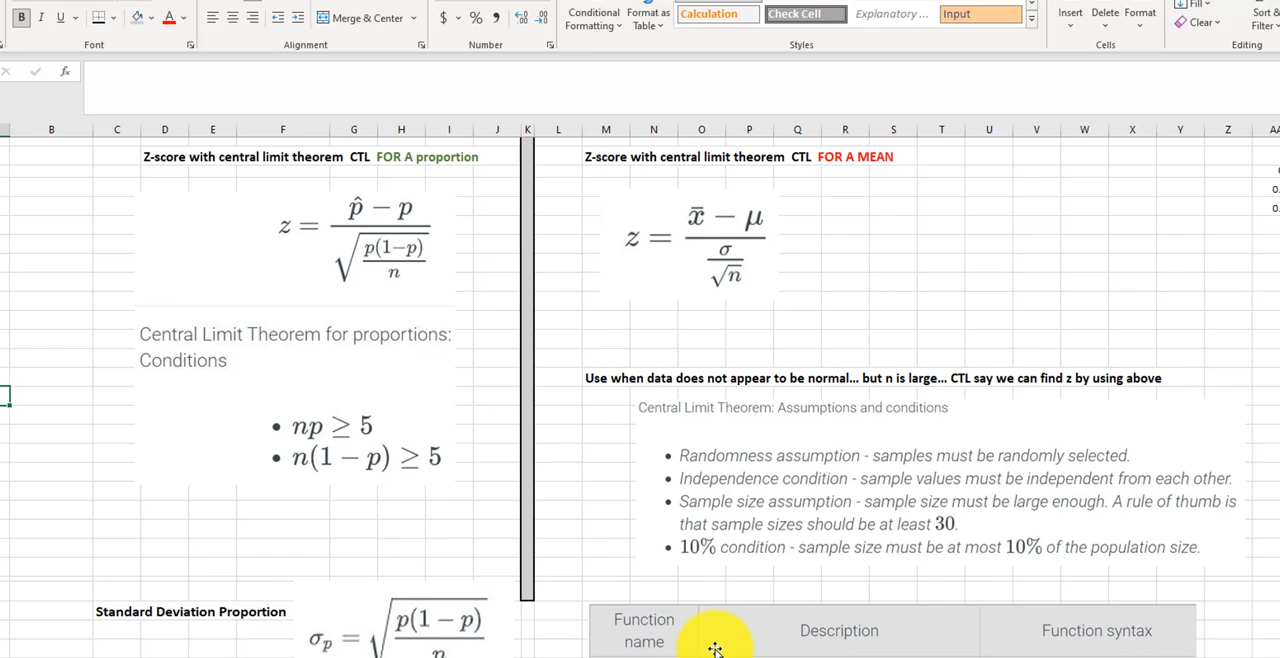 B I U A
Merge & Center
$ % ,
Conditional Formatting
Format as Table
Calculation
Check Cell
Explanatory ...
Input
Insert
Delete
Format
Fill
Clear
Sort &
Filter
Font
Alignment
Number
Styles
Cells
Editing
fx
B C D E F G H I J K L M N O P Q R S T U V W X Y Z AA
Z-score with central limit theorem CTL FOR A proportion
Z-score with central limit theorem CTL FOR A MEAN
z = (p̂ − p) / √(p(1−p)/n)
z = (x̄ − μ) / (σ/√n)
Central Limit Theorem for proportions:
Conditions
• np ≥ 5
• n(1 − p) ≥ 5
Use when data does not appear to be normal... but n is large... CTL say we can find z by using above
Central Limit Theorem: Assumptions and conditions
• Randomness assumption - samples must be randomly selected.
• Independence condition - sample values must be independent from each other.
• Sample size assumption - sample size must be large enough. A rule of thumb is
that sample sizes should be at least 30.
• 10% condition - sample size must be at most 10% of the population size.
Standard Deviation Proportion
σp = √(p(1 − p)/n)
Function
name
Description
Function syntax